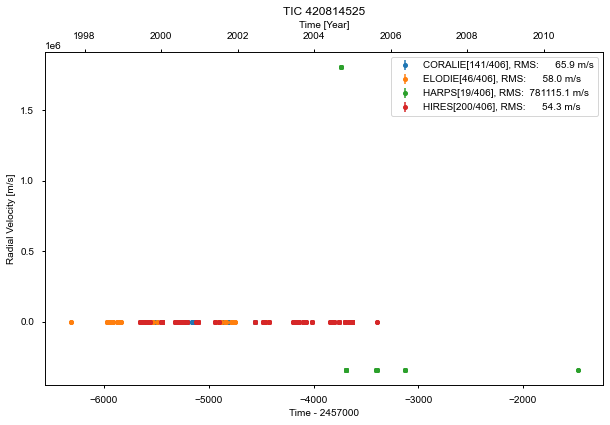 TIC 420814525
Time [Year]
1998 2000 2002 2004 2006 2008 2010
1e6
CORALIE[141/406], RMS: 65.9 m/s
ELODIE[46/406], RMS: 58.0 m/s
HARPS[19/406], RMS: 781115.1 m/s
HIRES[200/406], RMS: 54.3 m/s
1.5
1.0
0.5
0.0
Radial Velocity [m/s]
−6000 −5000 −4000 −3000 −2000
Time - 2457000